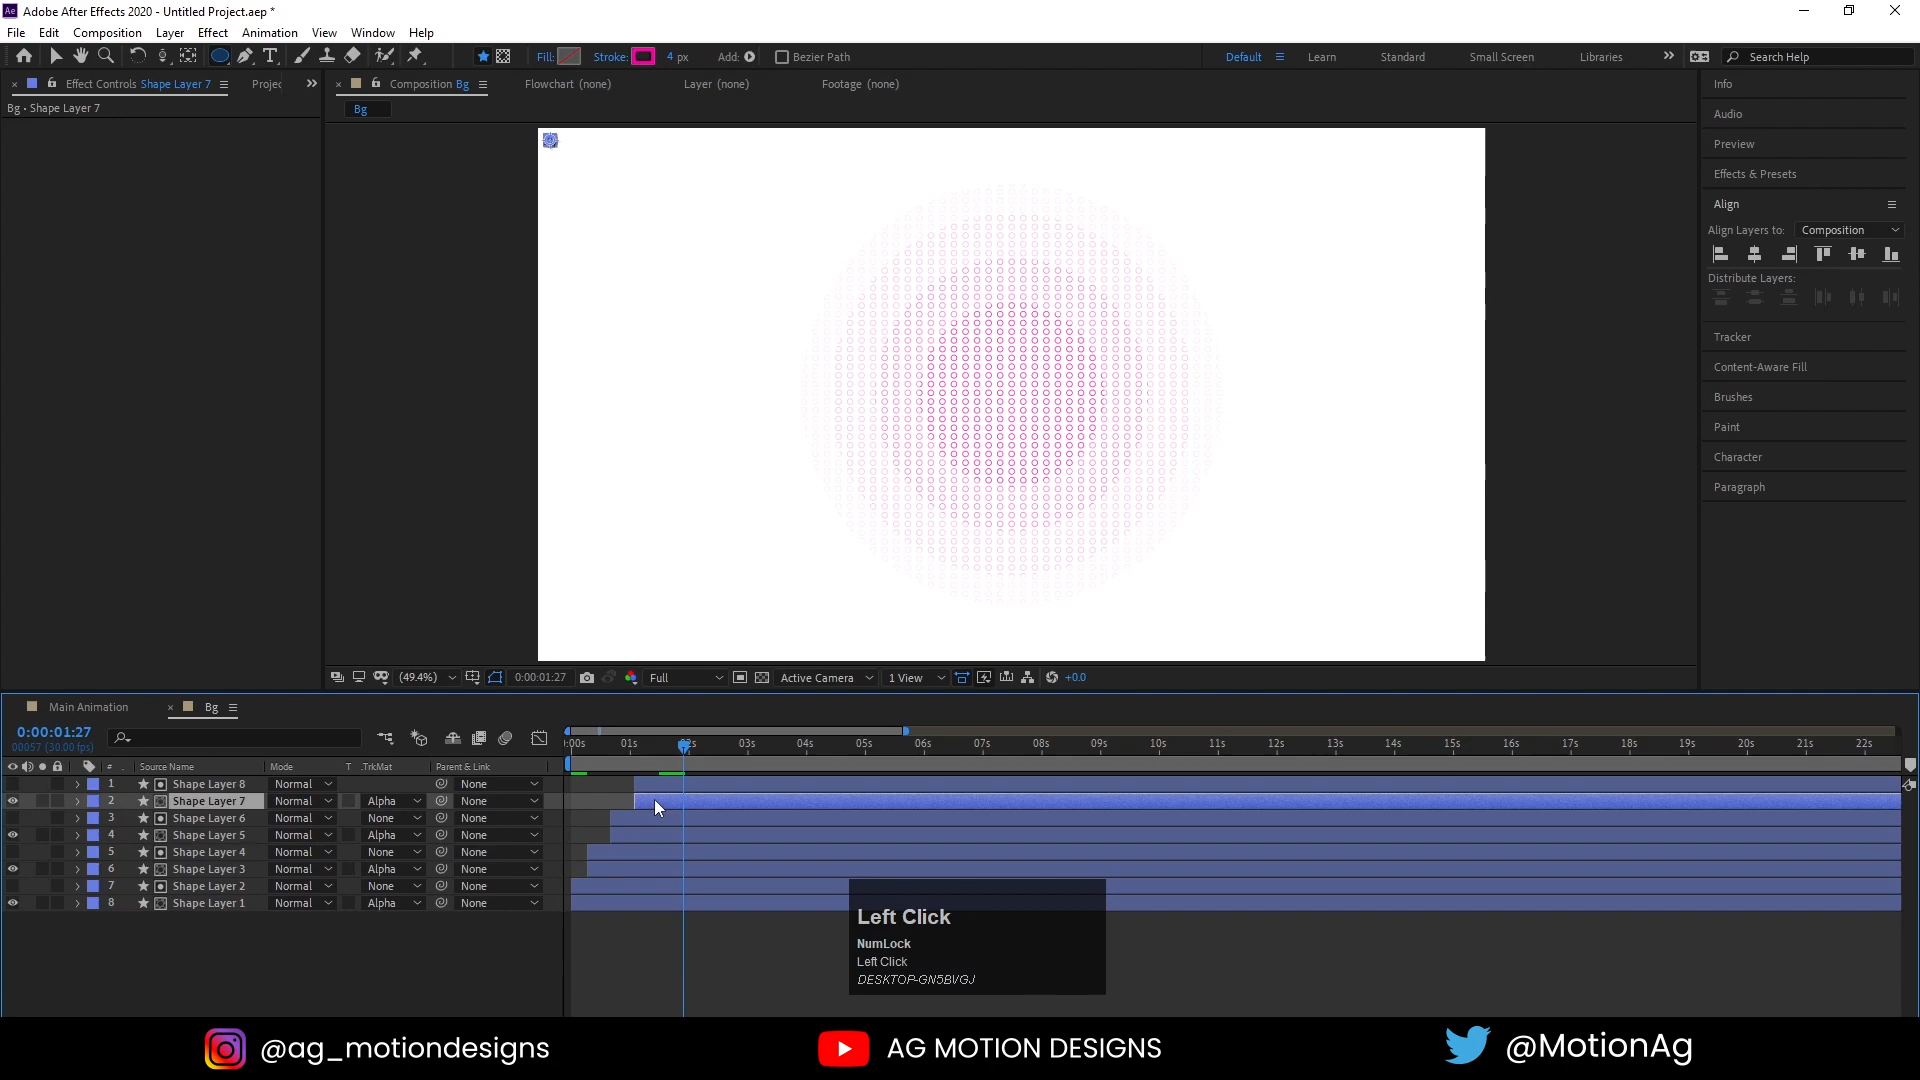 Adobe After Effects 2020 - Untitled Project.aep *
File Edit Composition Layer Effect Animation View Window Help
Fill: Stroke: 4 px Add: Bezier Path Default Learn Standard Small Screen Libraries Search Help
Effect Controls Shape Layer 7 Projec Composition Bg Flowchart (none) Layer (none) Footage (none)
Bg • Shape Layer 7
Bg
Info
Audio
Preview
Effects & Presets
Align
Align Layers to: Composition
Distribute Layers:
Tracker
Content-Aware Fill
Brushes
Paint
Character
Paragraph
(49.4%) 0:00:01:27 Full Active Camera 1 View +0.0
Main Animation Bg
0:00:01:27
00057 (30.00 fps)
:00s 01s 02s 03s 04s 05s 06s 07s 08s 09s 10s 11s 12s 13s 14s 15s 16s 17s 18s 19s 20s 21s 22s
# Source Name Mode T .TrkMat Parent & Link
1 Shape Layer 8 Normal None
2 Shape Layer 7 Normal Alpha None
3 Shape Layer 6 Normal None None
4 Shape Layer 5 Normal Alpha None
5 Shape Layer 4 Normal None None
6 Shape Layer 3 Normal Alpha None
7 Shape Layer 2 Normal None None
8 Shape Layer 1 Normal Alpha None
Left Click
NumLock
Left Click
DESKTOP-GN5BVGJ
@ag_motiondesigns AG MOTION DESIGNS @MotionAg